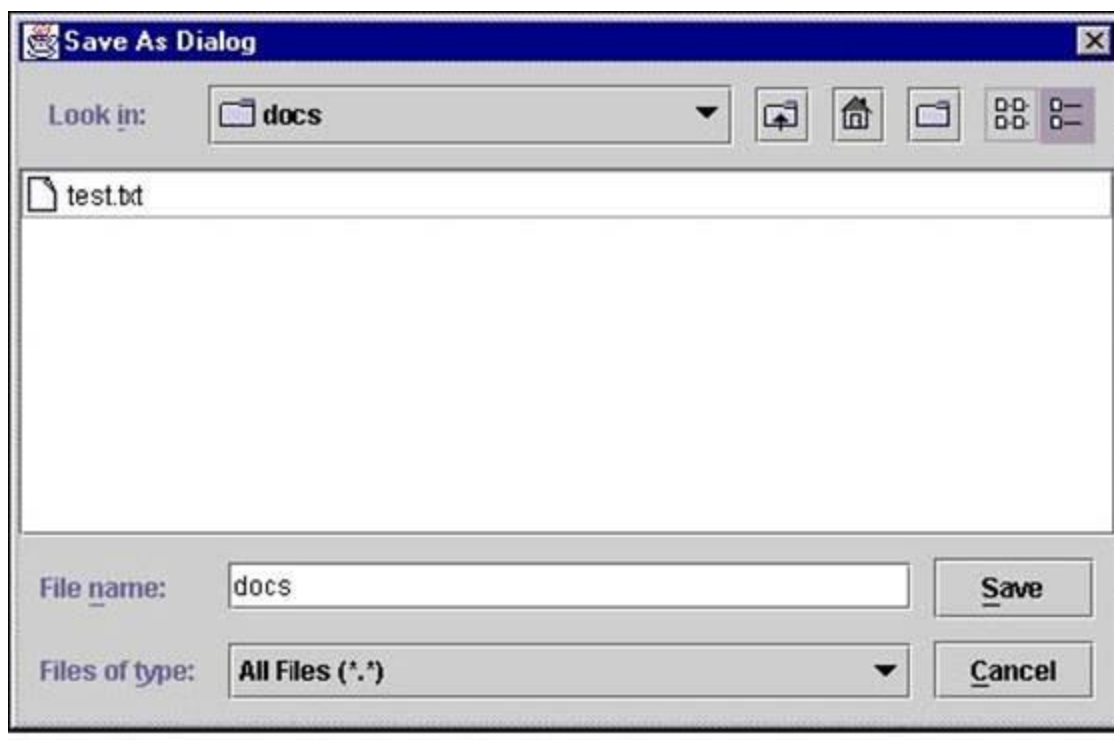 Save As Dialog
Look in: docs
test.txt
File name: docs Save
Files of type: All Files (*.*) Cancel